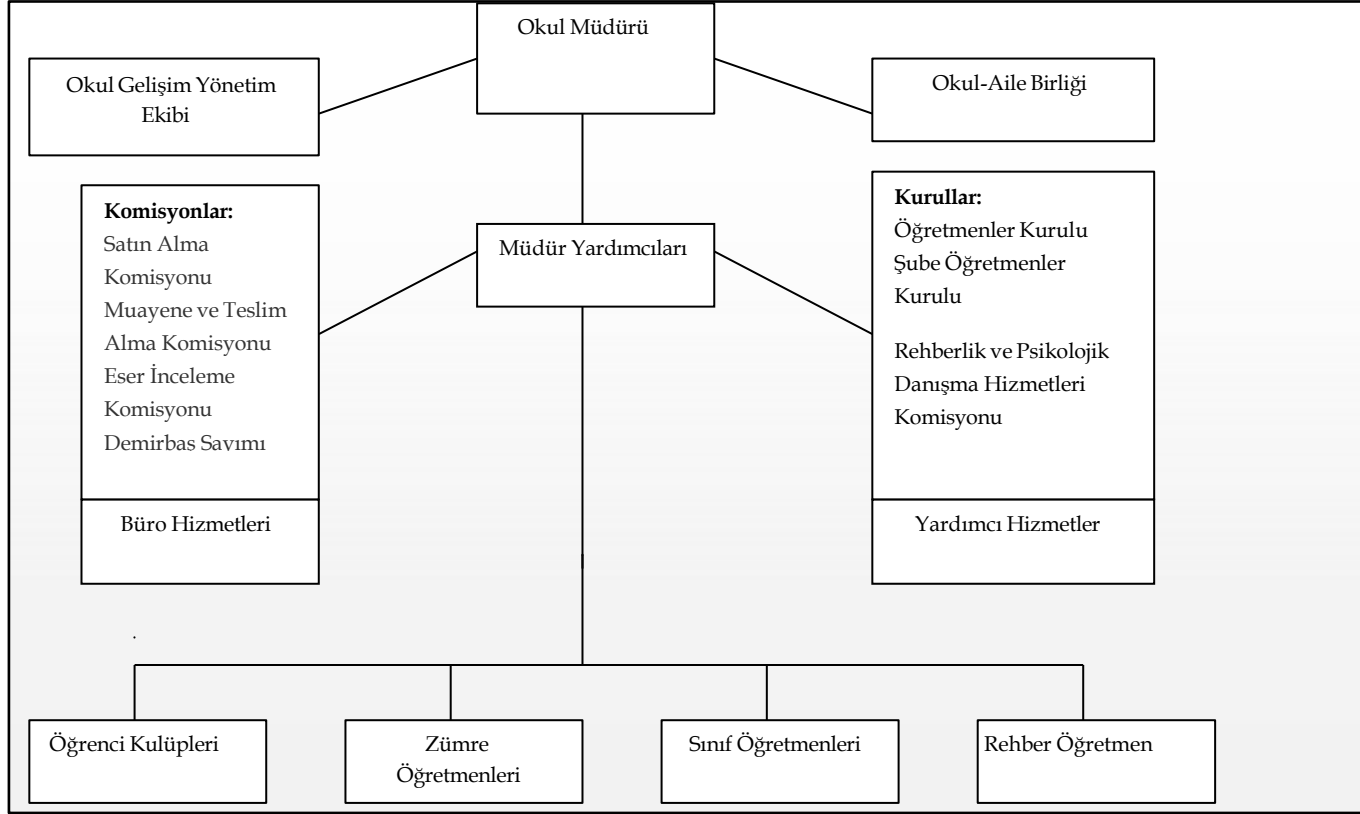 Okul Müdürü
Okul Gelişim Yönetim
Ekibi
Okul-Aile Birliği
Komisyonlar:
Satın Alma
Komisyonu
Muayene ve Teslim
Alma Komisyonu
Eser İnceleme
Komisyonu
Demirbas Savımı
Müdür Yardımcıları
Kurullar:
Öğretmenler Kurulu
Şube Öğretmenler
Kurulu
Rehberlik ve Psikolojik
Danışma Hizmetleri
Komisyonu
Büro Hizmetleri
Yardımcı Hizmetler
Öğrenci Kulüpleri
Zümre
Öğretmenleri
Sınıf Öğretmenleri
Rehber Öğretmen